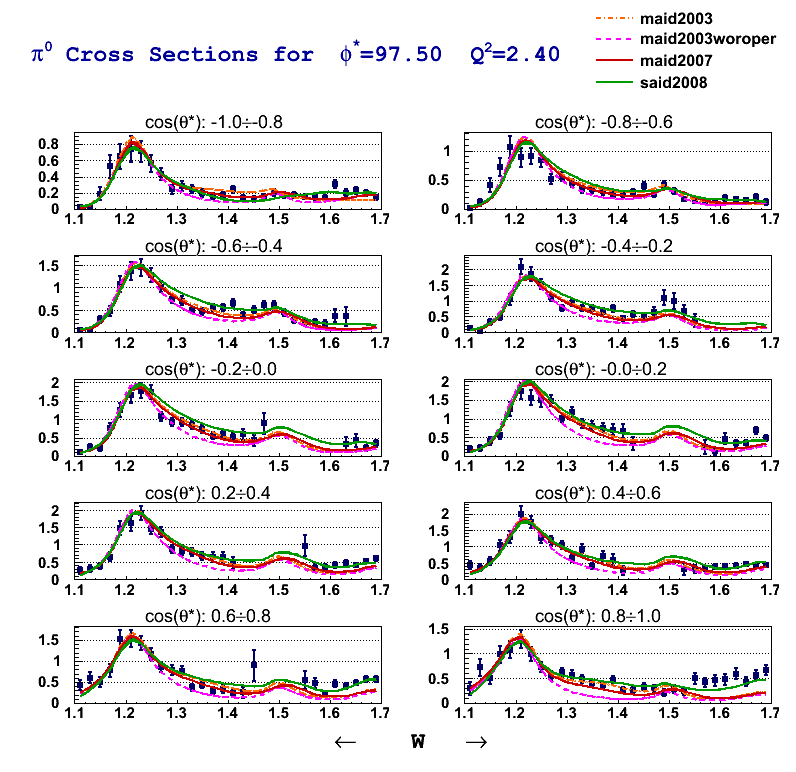 maid2003
maid2003woroper
maid2007
said2008
π⁰ Cross Sections for ϕ*=97.50 Q²=2.40
cos(θ*): -1.0÷-0.8
0.8
0.6
0.4
0.2
0
1.1 1.2 1.3 1.4 1.5 1.6 1.7
cos(θ*): -0.8÷-0.6
1
0.5
0
1.1 1.2 1.3 1.4 1.5 1.6 1.7
cos(θ*): -0.6÷-0.4
1.5
1
0.5
0
1.1 1.2 1.3 1.4 1.5 1.6 1.7
cos(θ*): -0.4÷-0.2
2
1.5
1
0.5
0
1.1 1.2 1.3 1.4 1.5 1.6 1.7
cos(θ*): -0.2÷0.0
2
1.5
1
0.5
0
1.1 1.2 1.3 1.4 1.5 1.6 1.7
cos(θ*): -0.0÷0.2
2
1.5
1
0.5
0
1.1 1.2 1.3 1.4 1.5 1.6 1.7
cos(θ*): 0.2÷0.4
2
1.5
1
0.5
0
1.1 1.2 1.3 1.4 1.5 1.6 1.7
cos(θ*): 0.4÷0.6
2
1.5
1
0.5
0
1.1 1.2 1.3 1.4 1.5 1.6 1.7
cos(θ*): 0.6÷0.8
1.5
1
0.5
0
1.1 1.2 1.3 1.4 1.5 1.6 1.7
cos(θ*): 0.8÷1.0
1.5
1
0.5
0
1.1 1.2 1.3 1.4 1.5 1.6 1.7
← W →